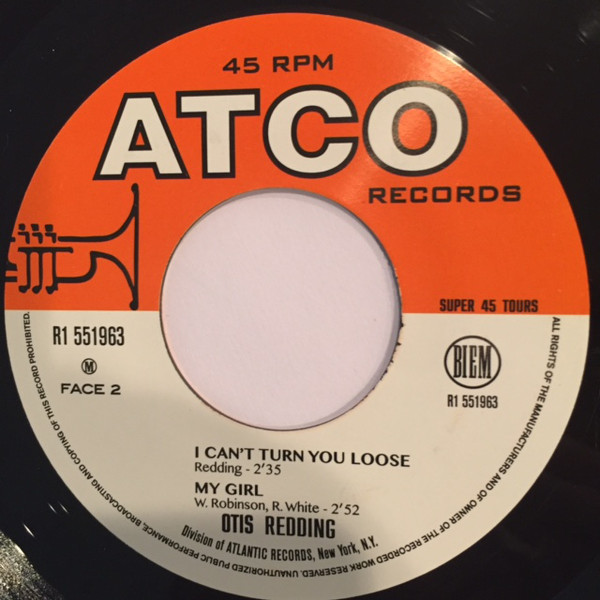 45 RPM
ATCO
RECORDS
SUPER 45 TOURS
R1 551963
M
FACE 2
BIEM
R1 551963
I CAN'T TURN YOU LOOSE
Redding - 2'35
MY GIRL
W. Robinson, R. White - 2'52
OTIS REDDING
Division of ATLANTIC RECORDS, New York, N.Y.
ALL RIGHTS OF THE MANUFACTURERS AND OF OWNER OF THE RECORDED WORK RESERVED. UNAUTHORIZED PUBLIC PERFORMANCE, BROADCASTING AND COPYING OF THIS RECORD PROHIBITED.